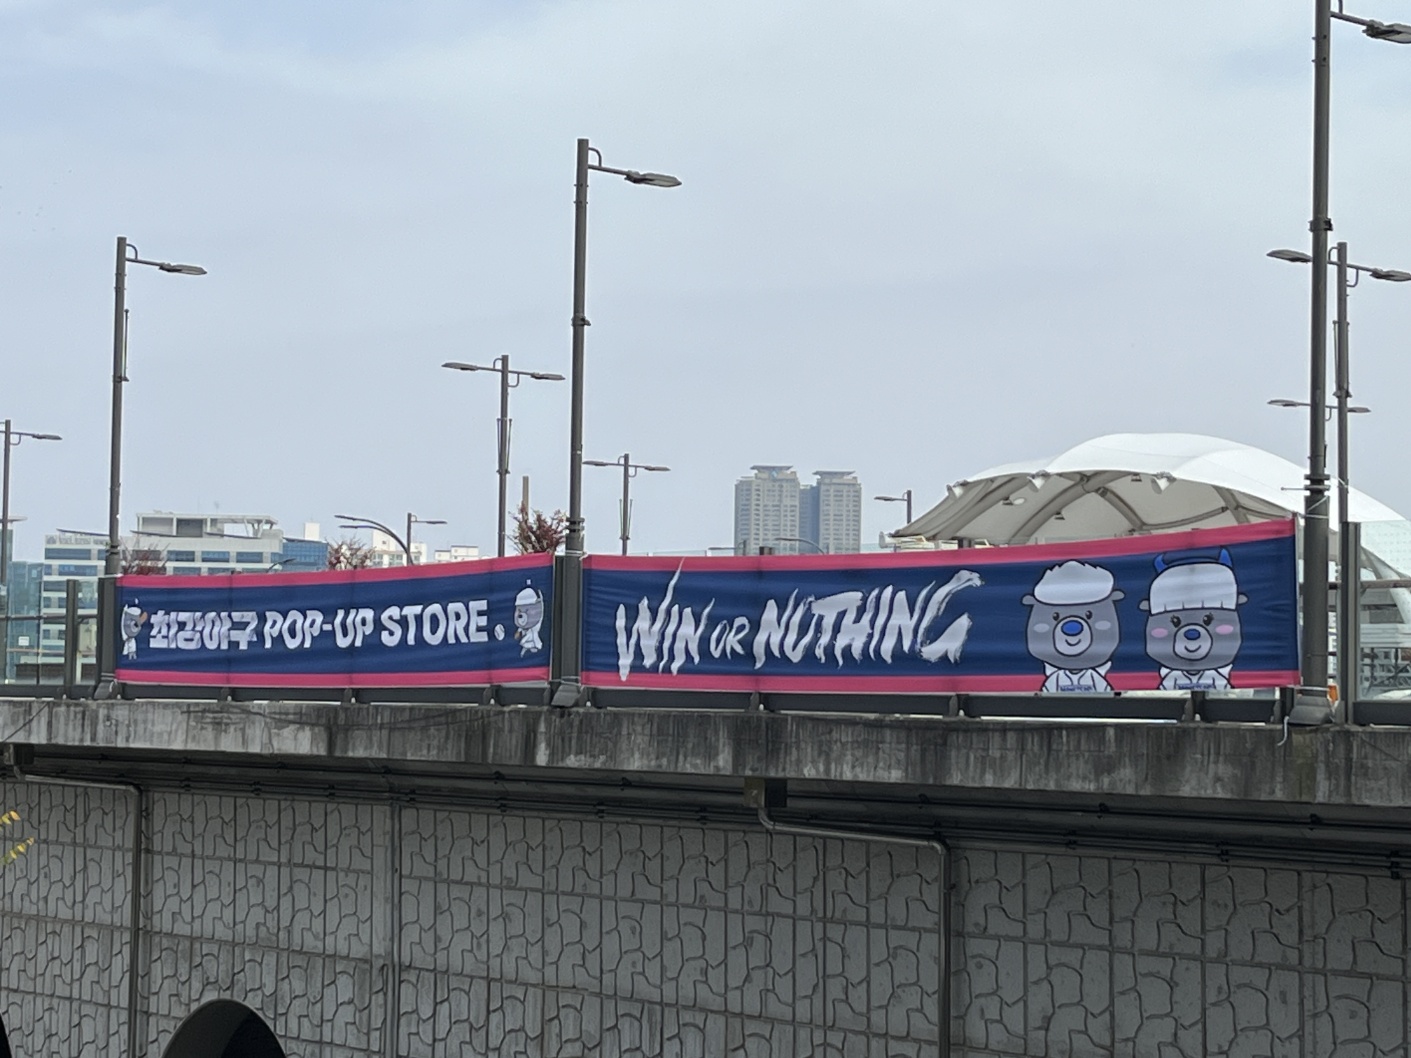 최강야구 POP-UP STORE
WIN OR NOTHING